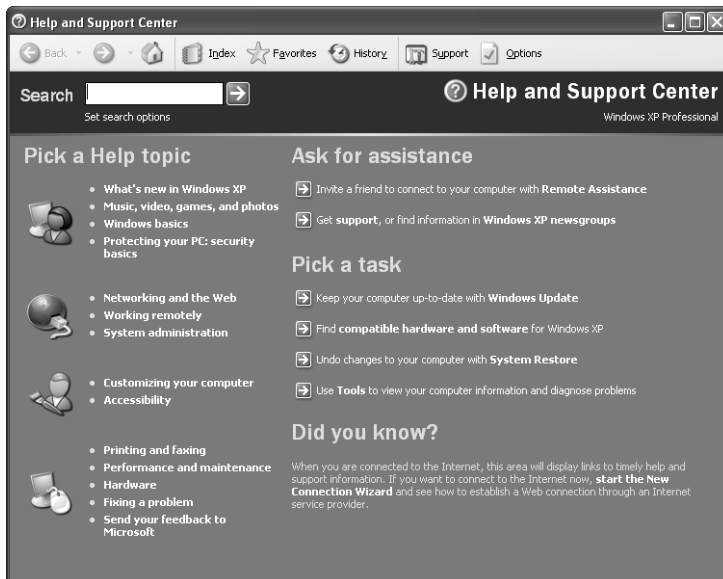 Help and Support Center
Back
Index
Favorites
History
Support
Options
Search
Set search options
Help and Support Center
Windows XP Professional
Pick a Help topic
What's new in Windows XP
Music, video, games, and photos
Windows basics
Protecting your PC: security
basics
Networking and the Web
Working remotely
System administration
Customizing your computer
Accessibility
Printing and faxing
Performance and maintenance
Hardware
Fixing a problem
Send your feedback to
Microsoft
Ask for assistance
Invite a friend to connect to your computer with Remote Assistance
Get support, or find information in Windows XP newsgroups
Pick a task
Keep your computer up-to-date with Windows Update
Find compatible hardware and software for Windows XP
Undo changes to your computer with System Restore
Use Tools to view your computer information and diagnose problems
Did you know?
When you are connected to the Internet, this area will display links to timely help and
support information. If you want to connect to the Internet now, start the New
Connection Wizard and see how to establish a Web connection through an Internet
service provider.